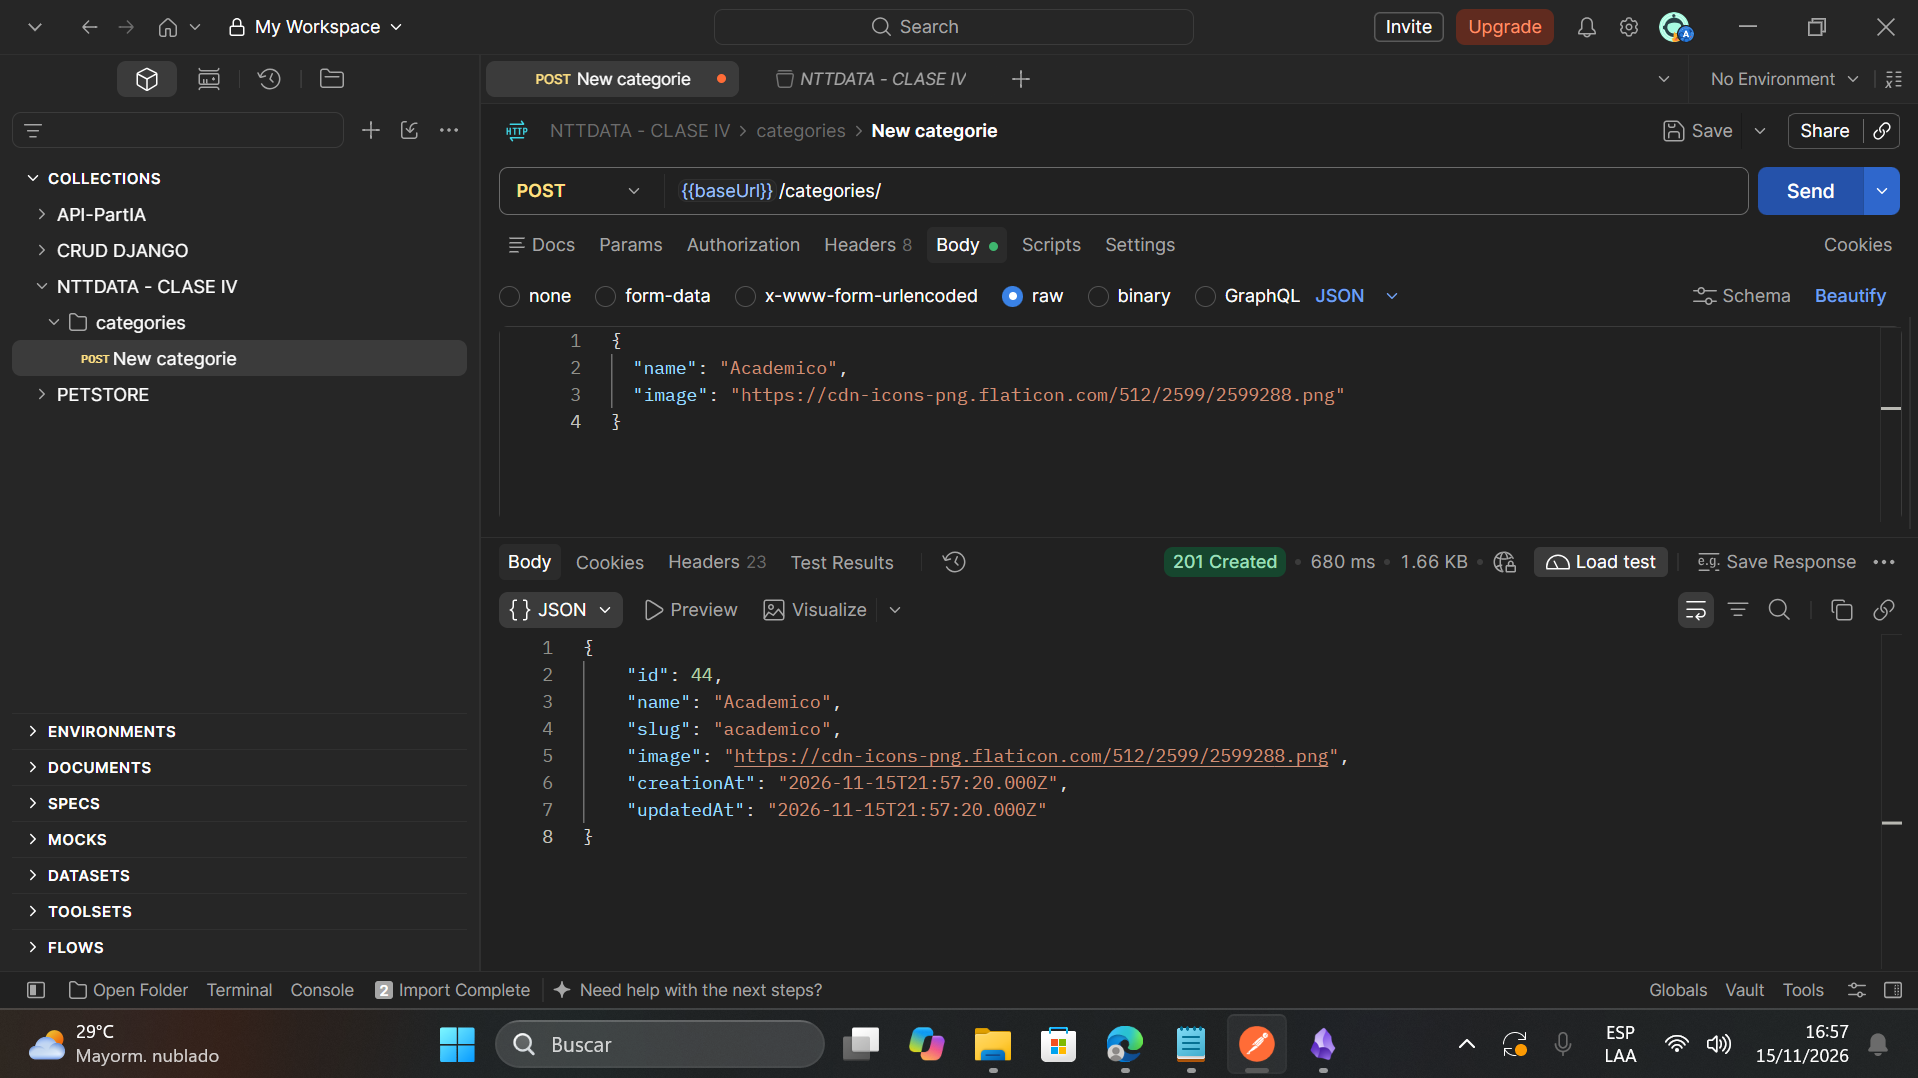 My Workspace
Search
Invite
Upgrade
POST New categorie
NTTDATA - CLASE IV
No Environment
HTTP
NTTDATA - CLASE IV > categories > New categorie
Save
Share
COLLECTIONS
API-PartIA
CRUD DJANGO
NTTDATA - CLASE IV
categories
POST New categorie
PETSTORE
ENVIRONMENTS
DOCUMENTS
SPECS
MOCKS
DATASETS
TOOLSETS
FLOWS
POST
{{baseUrl}} /categories/
Send
Docs
Params
Authorization
Headers 8
Body
Scripts
Settings
Cookies
none
form-data
x-www-form-urlencoded
raw
binary
GraphQL
JSON
Schema
Beautify
1 {
2 "name": "Academico",
3 "image": "https://cdn-icons-png.flaticon.com/512/2599/2599288.png"
4 }
Body
Cookies
Headers 23
Test Results
201 Created
680 ms
1.66 KB
Load test
e.g. Save Response
{} JSON
Preview
Visualize
1 {
2 "id": 44,
3 "name": "Academico",
4 "slug": "academico",
5 "image": "https://cdn-icons-png.flaticon.com/512/2599/2599288.png",
6 "creationAt": "2026-11-15T21:57:20.000Z",
7 "updatedAt": "2026-11-15T21:57:20.000Z"
8 }
Open Folder
Terminal
Console
2 Import Complete
Need help with the next steps?
Globals
Vault
Tools
29°C
Mayorm. nublado
Buscar
ESP
LAA
16:57
15/11/2026